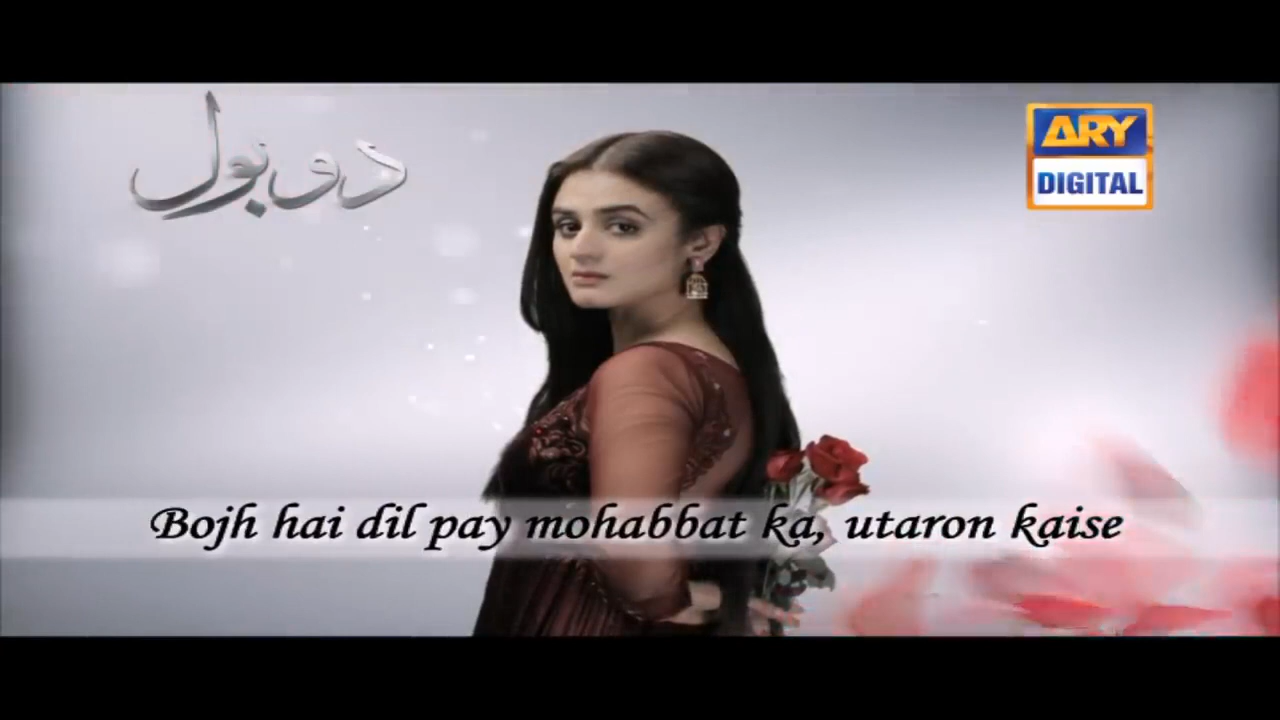 دو بول
ARY
DIGITAL
Bojh hai dil pay mohabbat ka, utaron kaise